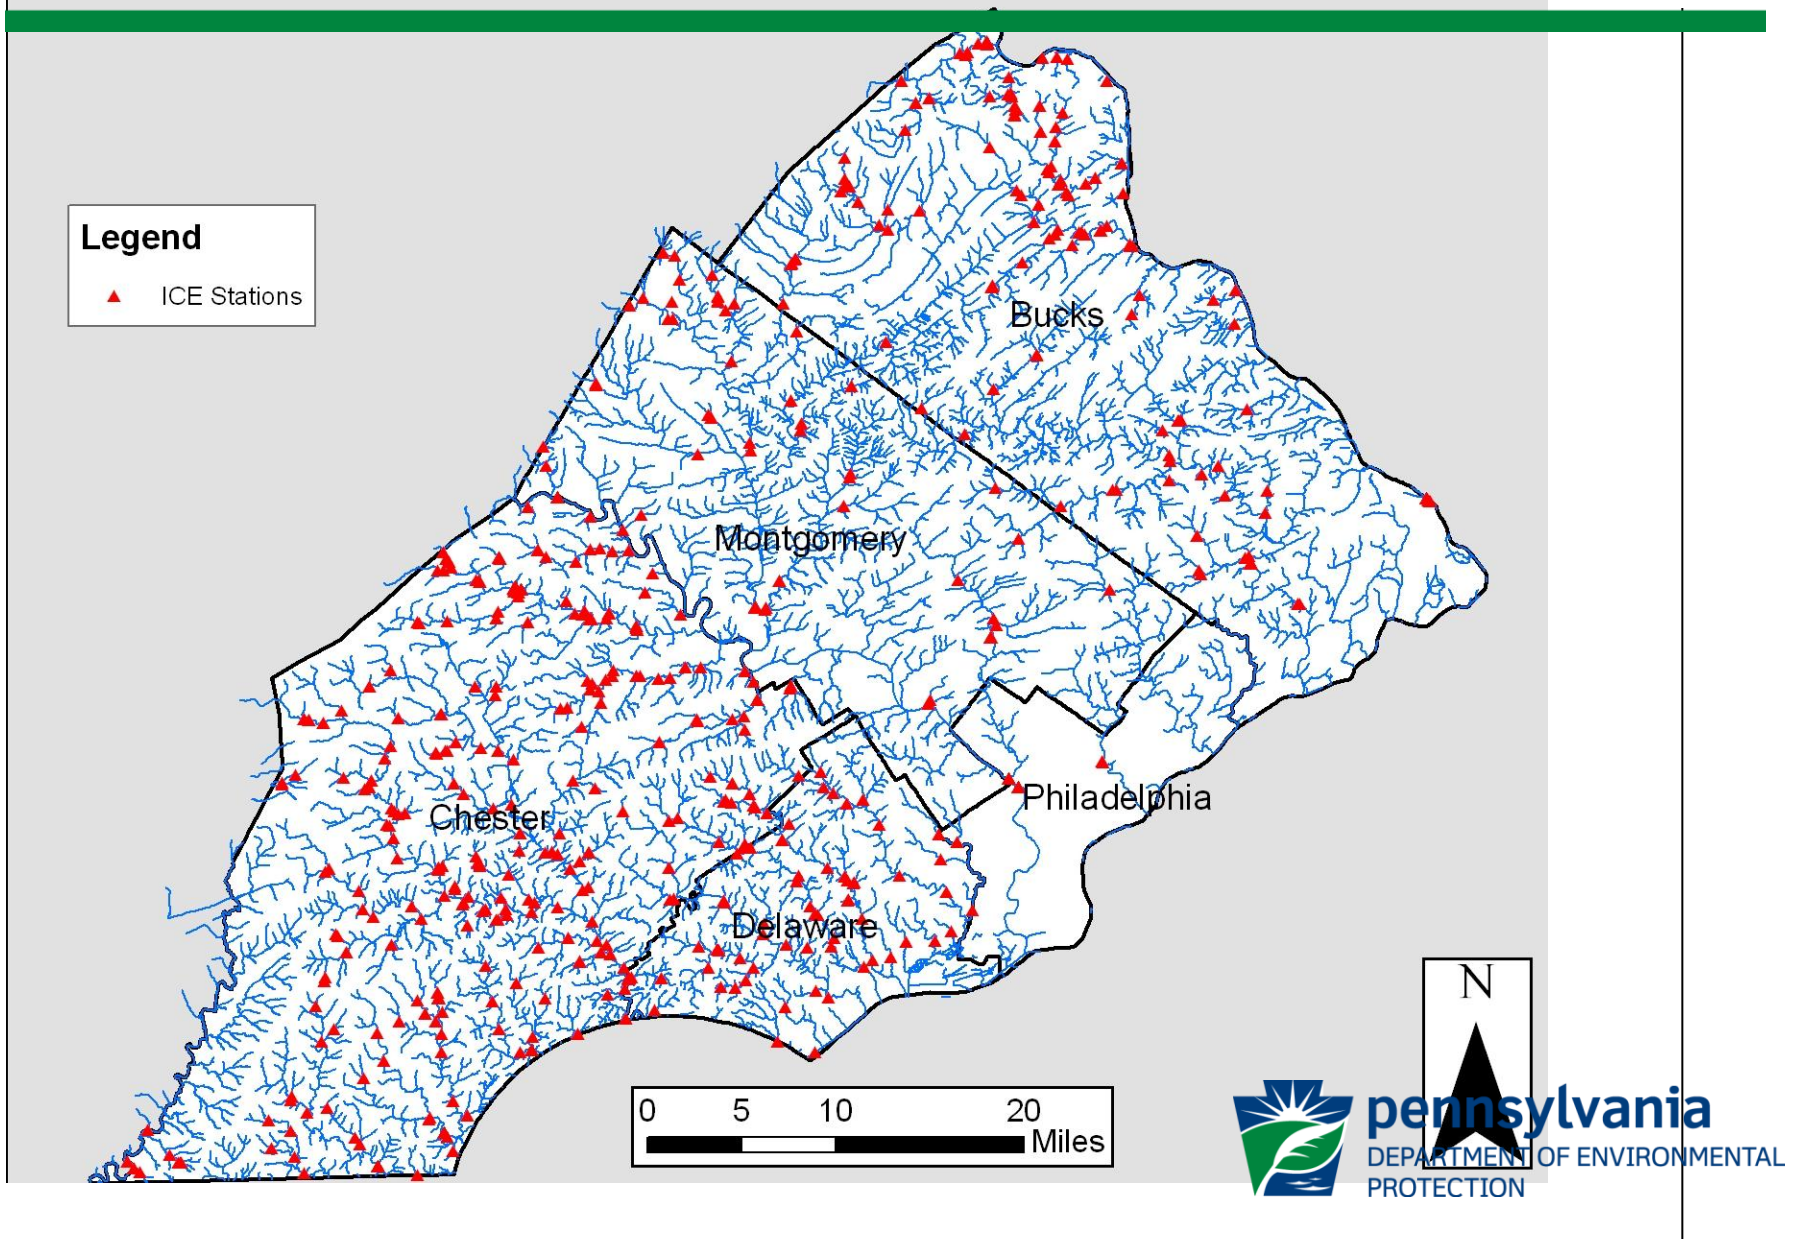 Legend
ICE Stations
Bucks
Montgomery
Philadelphia
Chester
Delaware
N
0 5 10 20
Miles
pennsylvania
DEPARTMENT OF ENVIRONMENTAL
PROTECTION